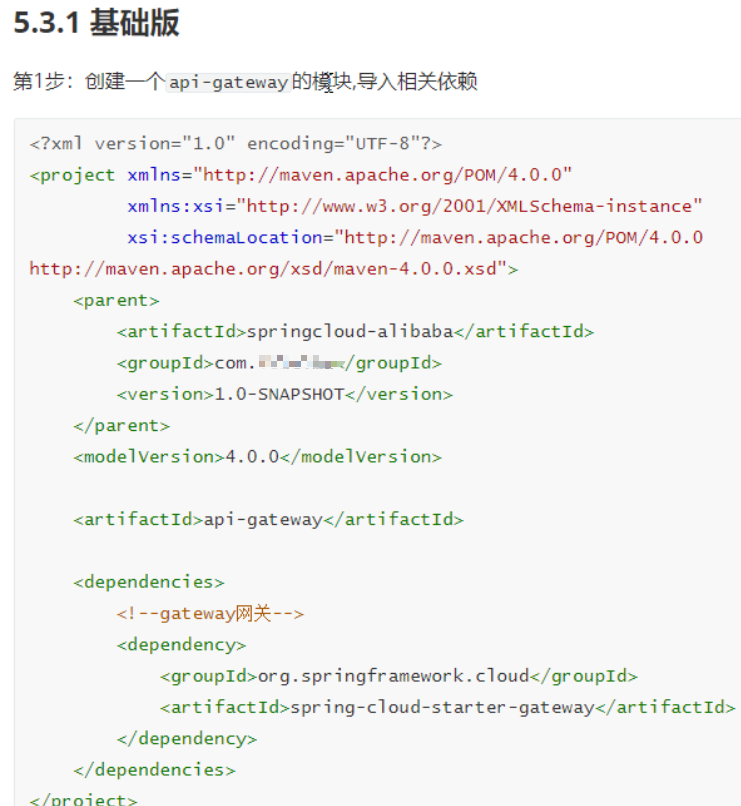 5.3.1 基础版
第1步：创建一个api-gateway的模块,导入相关依赖
<?xml version="1.0" encoding="UTF-8"?>
<project xmlns="http://maven.apache.org/POM/4.0.0"
xmlns:xsi="http://www.w3.org/2001/XMLSchema-instance"
xsi:schemaLocation="http://maven.apache.org/POM/4.0.0
http://maven.apache.org/xsd/maven-4.0.0.xsd">
<parent>
<artifactId>springcloud-alibaba</artifactId>
<groupId>com.</groupId>
<version>1.0-SNAPSHOT</version>
</parent>
<modelVersion>4.0.0</modelVersion>
<artifactId>api-gateway</artifactId>
<dependencies>
<!--gateway网关-->
<dependency>
<groupId>org.springframework.cloud</groupId>
<artifactId>spring-cloud-starter-gateway</artifactId>
</dependency>
</dependencies>
</project>